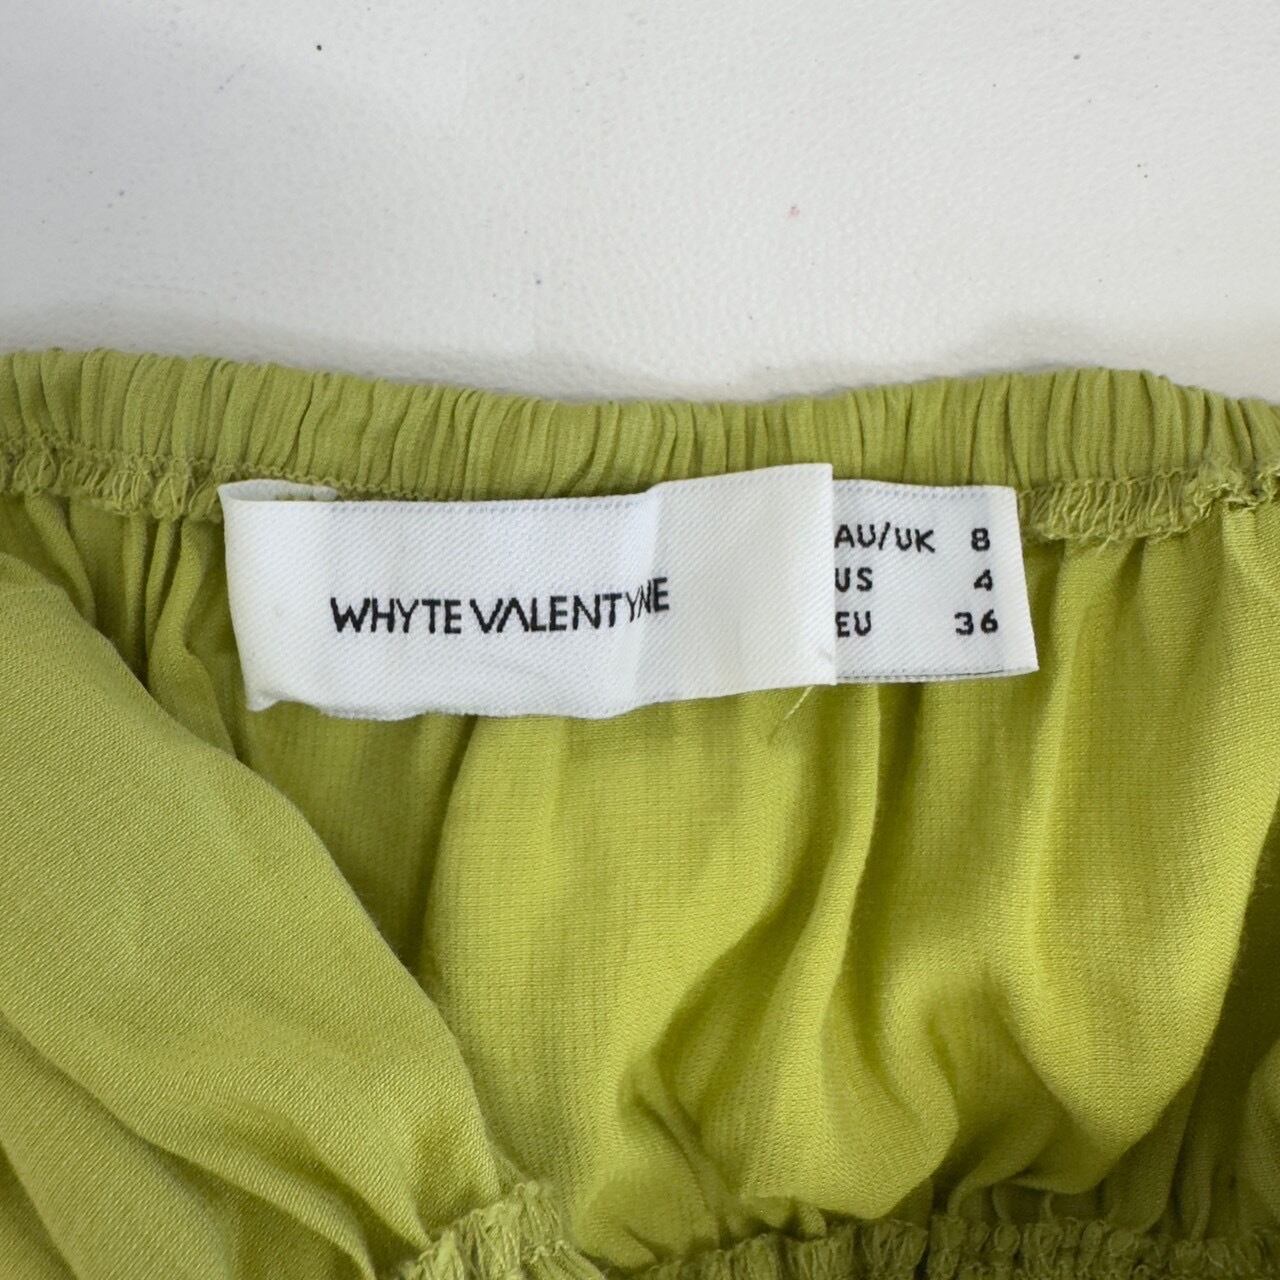 WHYTE VALENTYNE
AU/UK 8
US 4
EU 36